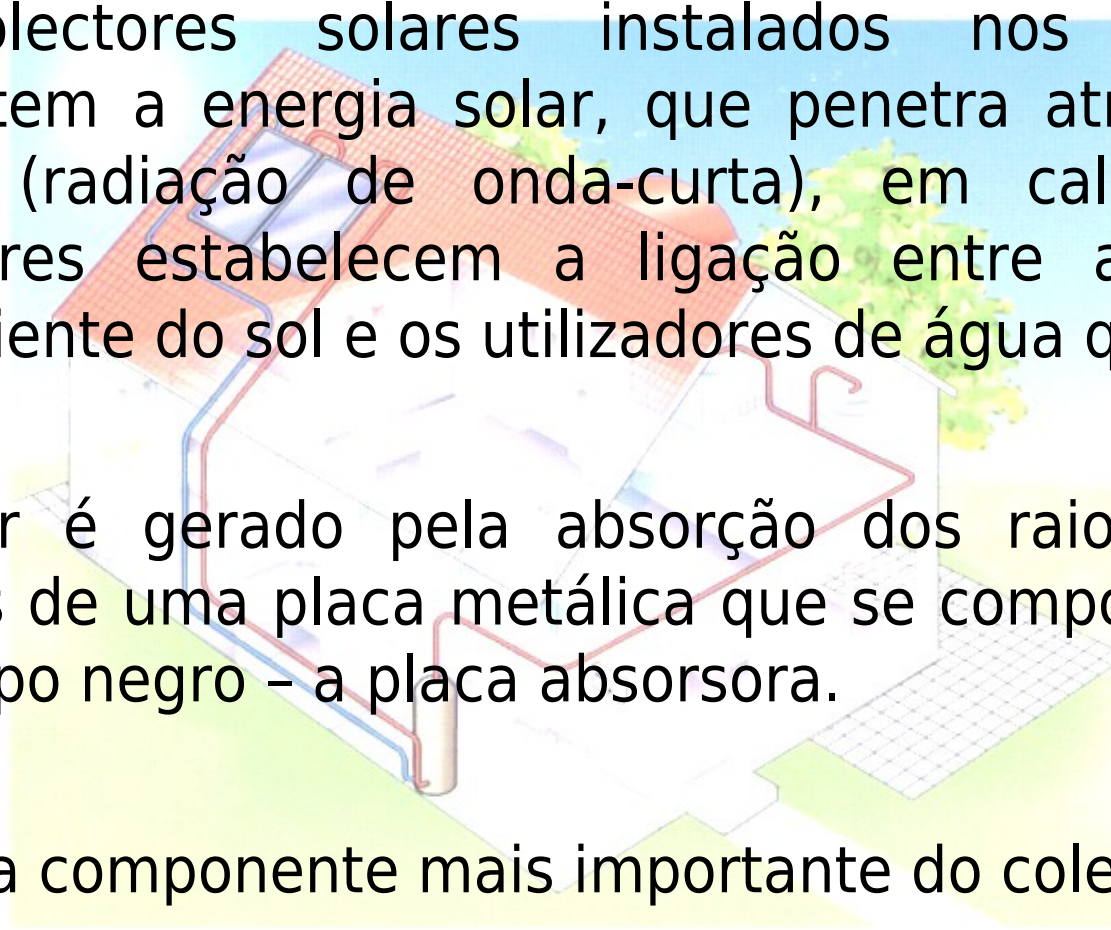 olectores solares instalados nos
tem a energia solar, que penetra atr
(radiação de onda-curta), em cal
res estabelecem a ligação entre a
iente do sol e os utilizadores de água q
r é gerado pela absorção dos raio
s de uma placa metálica que se compo
po negro – a placa absorsora.
a componente mais importante do cole